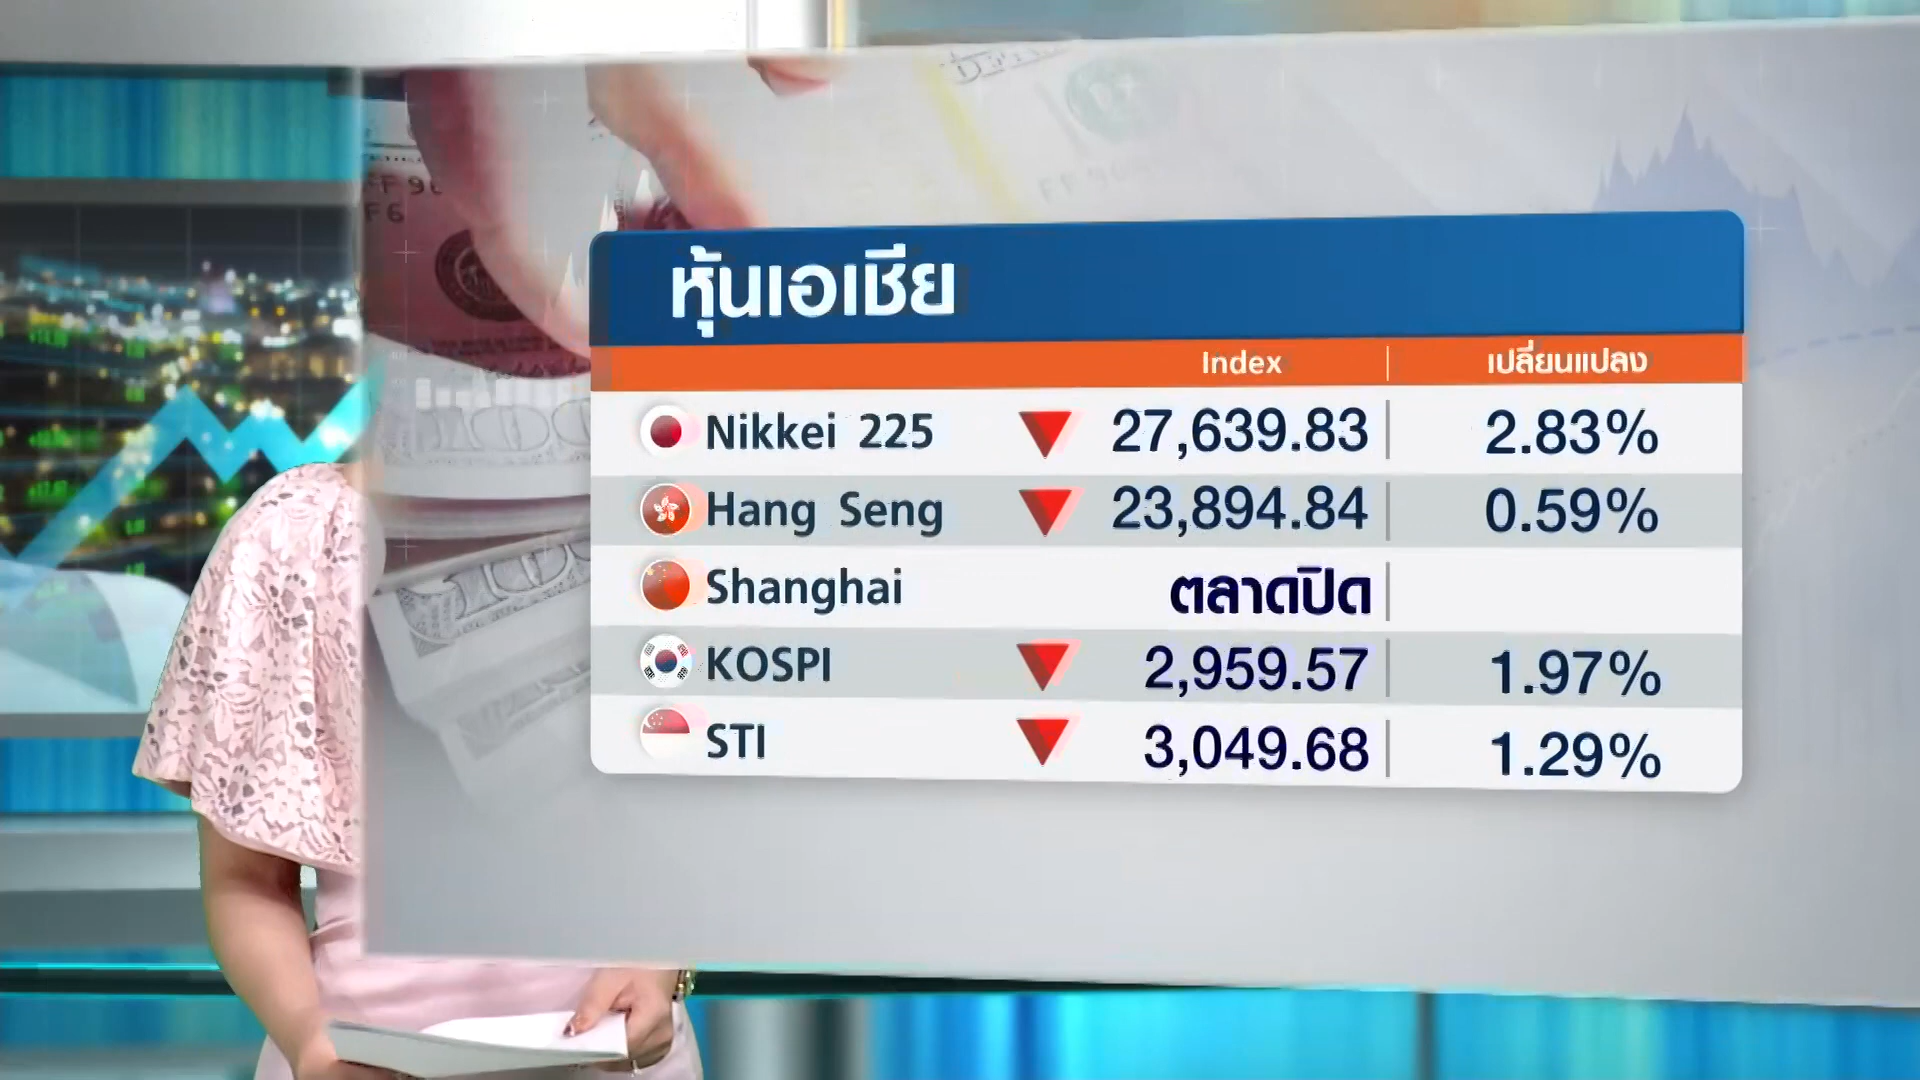 หุ้นเอเชีย
Index เปลี่ยนแปลง
Nikkei 225 27,639.83 2.83%
Hang Seng 23,894.84 0.59%
Shanghai ตลาดปิด
KOSPI 2,959.57 1.97%
STI 3,049.68 1.29%